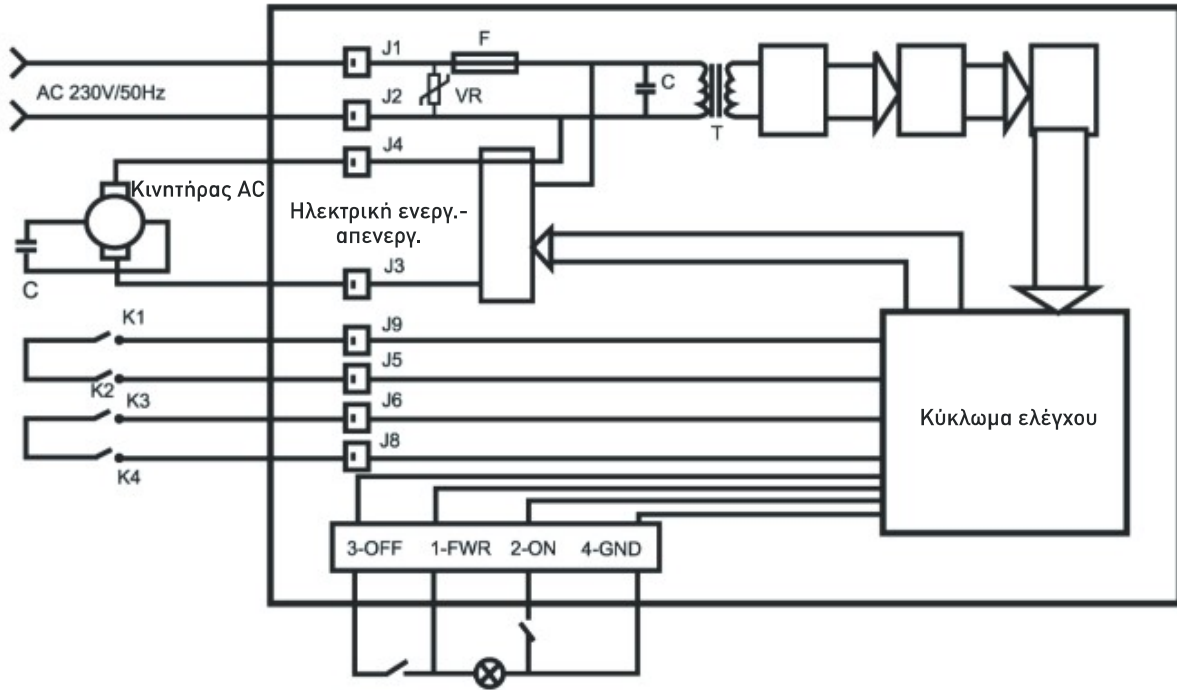 J1
F
AC 230V/50Hz
J2
VR
C
T
J4
Κινητήρας AC
Ηλεκτρική ενεργ.-
απενεργ.
C
J3
K1
J9
K2
J5
K3
J6
J8
K4
Κύκλωμα ελέγχου
3-OFF 1-FWR 2-ON 4-GND